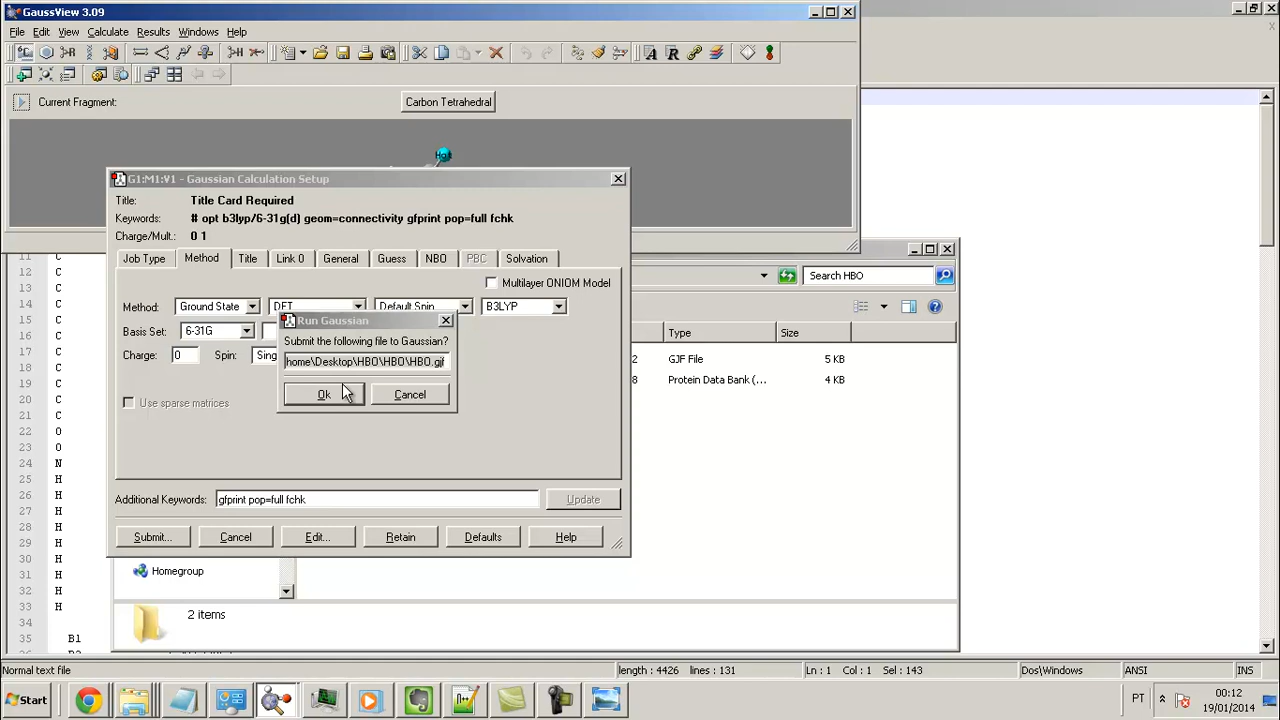 GaussView 3.09
File Edit View Calculate Results Windows Help
Current Fragment: Carbon Tetrahedral
G1:M1:V1 - Gaussian Calculation Setup
Title: Title Card Required
Keywords: # opt b3lyp/6-31g(d) geom=connectivity gfprint pop=full fchk
Charge/Mult.: 0 1
Job Type Method Title Link 0 General Guess NBO PBC Solvation
Multilayer ONIOM Model
Method: Ground State DFT Default Spin B3LYP
Basis Set: 6-31G
Charge: 0 Spin: Sing
Use sparse matrices
Run Gaussian
Submit the following file to Gaussian?
home\Desktop\HBO\HBO\HBO.gjf
Ok Cancel
Additional Keywords: gfprint pop=full fchk Update
Submit... Cancel Edit... Retain Defaults Help
Search HBO
Type Size
2 GJF File 5 KB
8 Protein Data Bank (... 4 KB
Homegroup
2 items
11 C
12 C
13 C
14 C
15 C
16 C
17 C
18 C
19 C
20 C
21 C
22 O
23 O
24 N
25 H
26 H
27 H
28 H
29 H
30 H
31 H
32 H
33 H
34
35 B1
Normal text file length : 4426 lines : 131 Ln : 1 Col : 1 Sel : 143 Dos\Windows ANSI INS
Start PT 00:12
19/01/2014